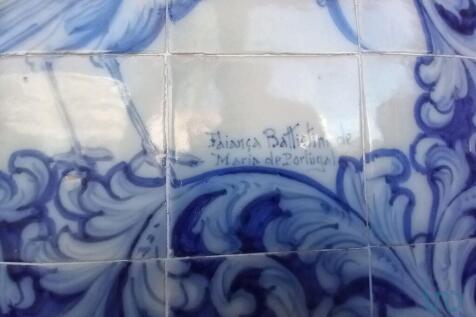 Faiança Battistini de
Maria de Portugal